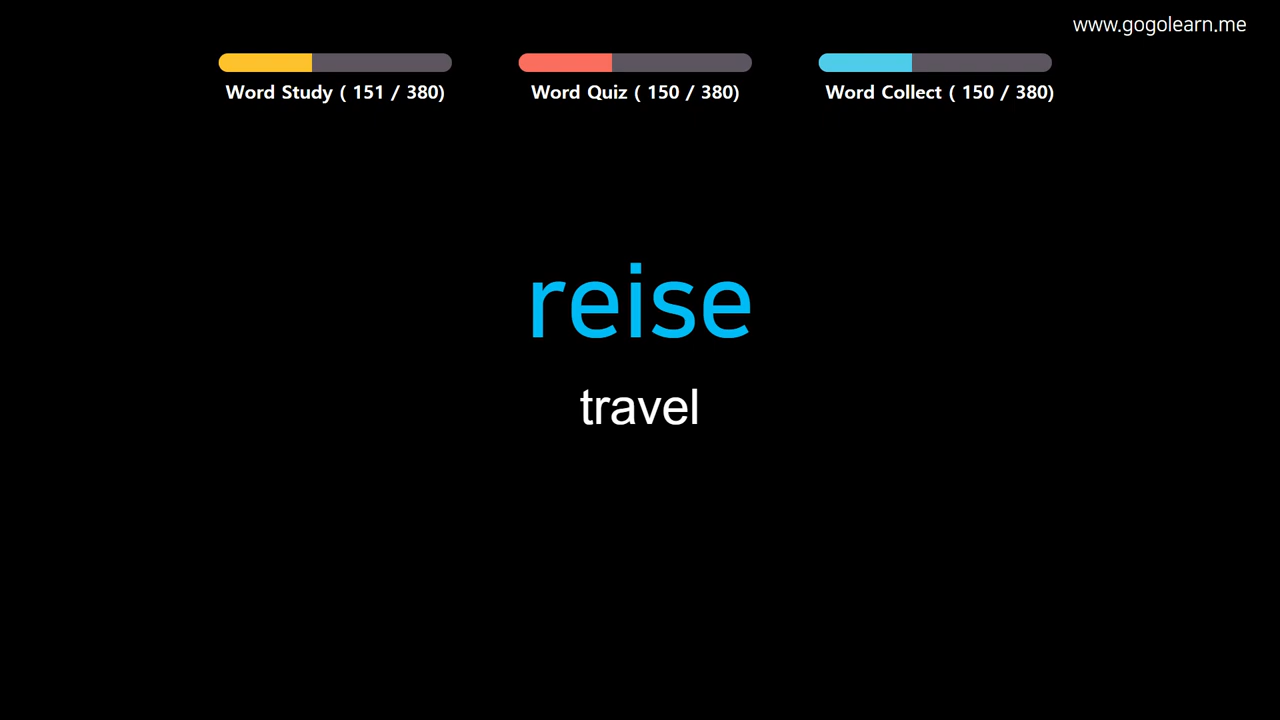 www.gogolearn.me
Word Study ( 151 / 380)
Word Quiz ( 150 / 380)
Word Collect ( 150 / 380)
reise
travel